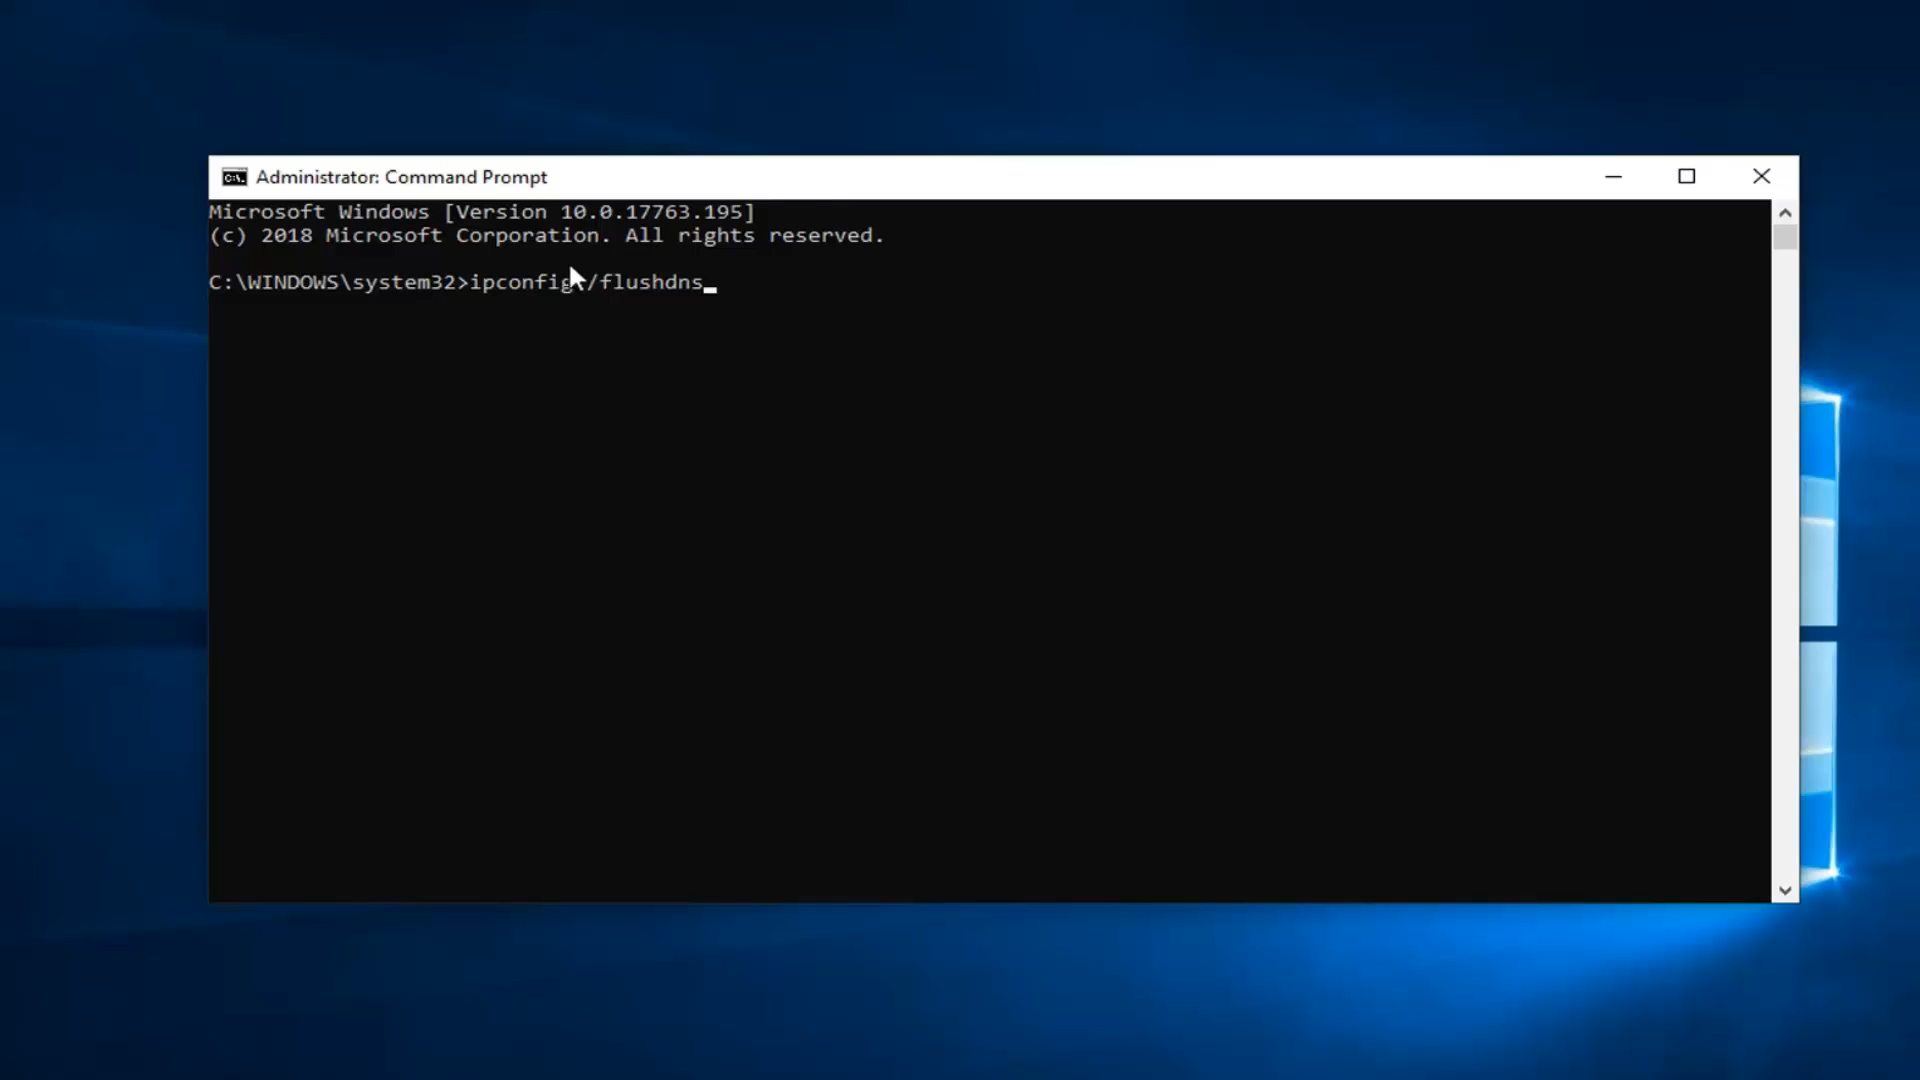 Administrator: Command Prompt
Microsoft Windows [Version 10.0.17763.195]
(c) 2018 Microsoft Corporation. All rights reserved.
C:\WINDOWS\system32>ipconfig /flushdns